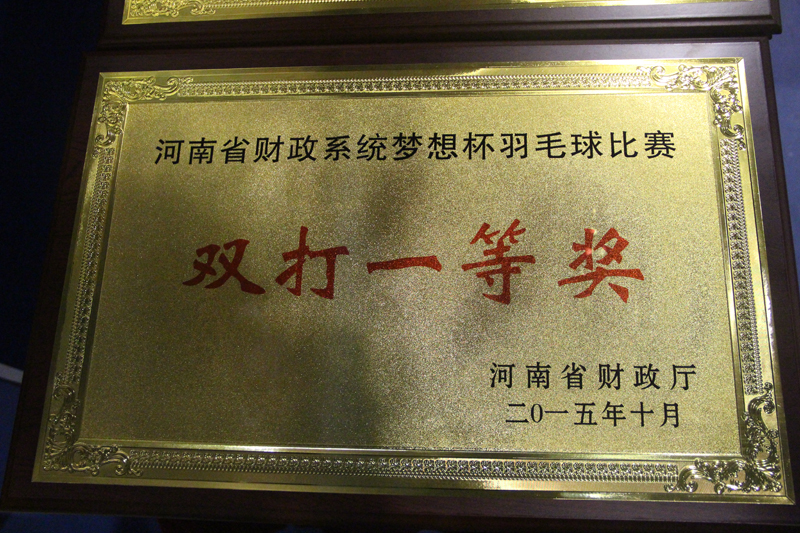 河南省财政系统梦想杯羽毛球比赛
双打一等奖
河南省财政厅
二0一五年十月